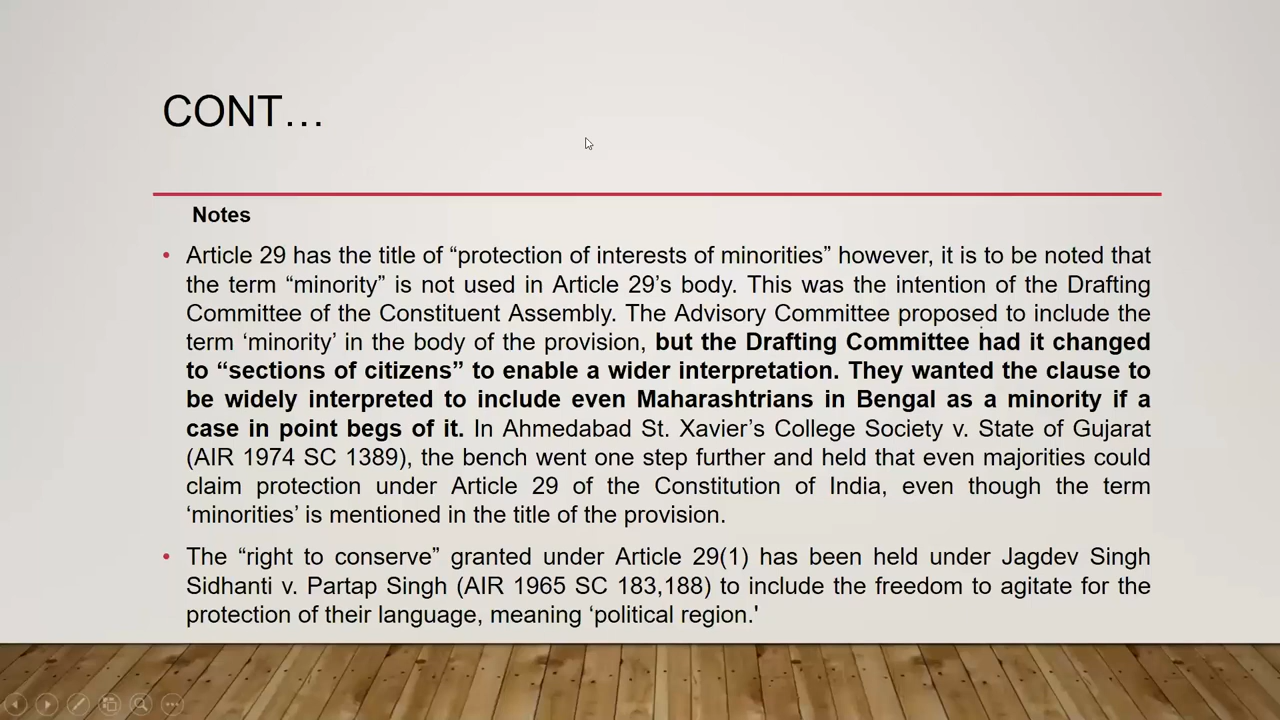 CONT…
Notes
• Article 29 has the title of “protection of interests of minorities” however, it is to be noted that
the term “minority” is not used in Article 29’s body. This was the intention of the Drafting
Committee of the Constituent Assembly. The Advisory Committee proposed to include the
term ‘minority’ in the body of the provision, but the Drafting Committee had it changed
to “sections of citizens” to enable a wider interpretation. They wanted the clause to
be widely interpreted to include even Maharashtrians in Bengal as a minority if a
case in point begs of it. In Ahmedabad St. Xavier’s College Society v. State of Gujarat
(AIR 1974 SC 1389), the bench went one step further and held that even majorities could
claim protection under Article 29 of the Constitution of India, even though the term
‘minorities’ is mentioned in the title of the provision.
• The “right to conserve” granted under Article 29(1) has been held under Jagdev Singh
Sidhanti v. Partap Singh (AIR 1965 SC 183,188) to include the freedom to agitate for the
protection of their language, meaning ‘political region.'